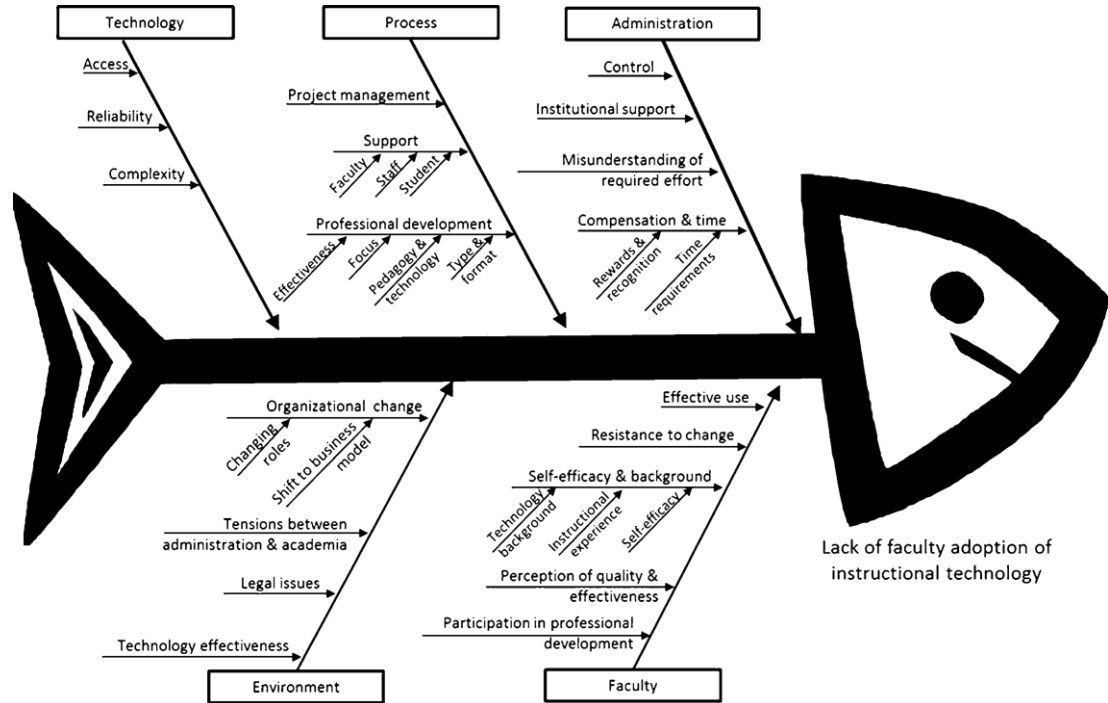 Technology
Access
Reliability
Complexity
Process
Project management
Support
Faculty
Staff
Student
Professional development
Effectiveness
Focus
Pedagogy &
technology
Type &
format
Administration
Control
Institutional support
Misunderstanding of
required effort
Compensation & time
Rewards &
recognition
Time
requirements
Organizational change
Changing
roles
Shift to business
model
Tensions between
administration & academia
Legal issues
Technology effectiveness
Environment
Effective use
Resistance to change
Self-efficacy & background
Technology
background
Instructional
experience
Self-efficacy
Perception of quality &
effectiveness
Participation in professional
development
Faculty
Lack of faculty adoption of
instructional technology